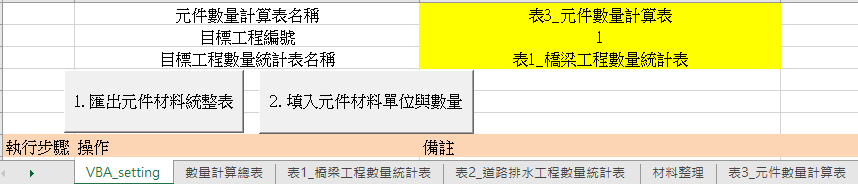 元件數量計算表名稱 表3_元件數量計算表
目標工程編號 1
目標工程數量統計表名稱 表1_橋梁工程數量統計表
1. 匯出元件材料統整表 2. 填入元件材料單位與數量
執行步驟 操作 備註
VBA_setting 數量計算總表 表1_橋梁工程數量統計表 表2_道路排水工程數量統計表 材料整理 表3_元件數量計算表